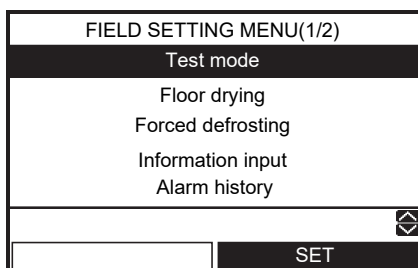 FIELD SETTING MENU(1/2)
Test mode
Floor drying
Forced defrosting
Information input
Alarm history
SET